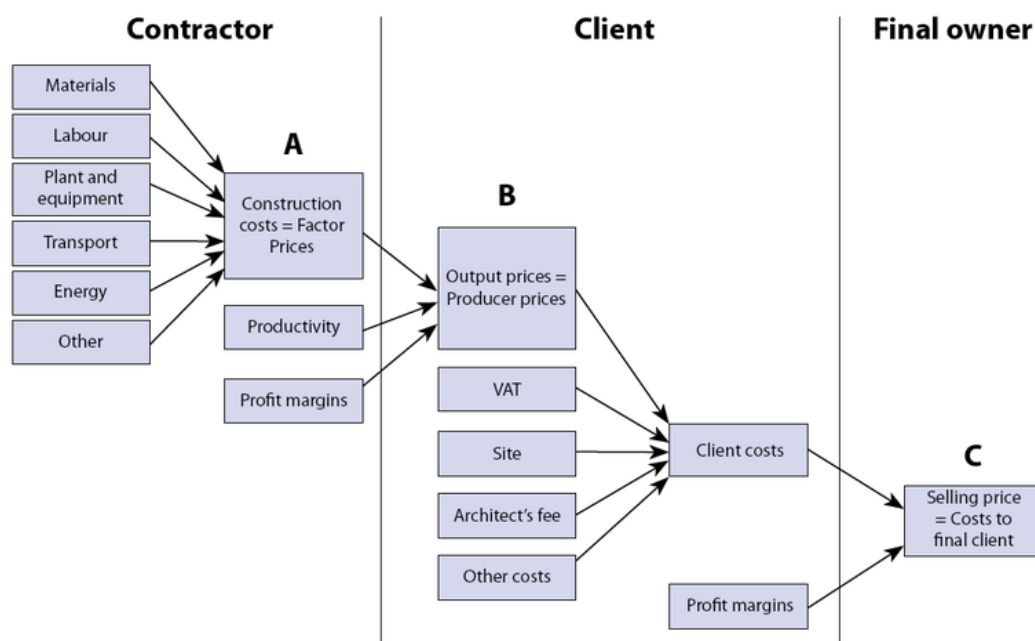 Contractor
Client
Final owner
Materials
Labour
Plant and
equipment
Transport
Energy
Other
A
Construction
costs = Factor
Prices
Productivity
Profit margins
B
Output prices =
Producer prices
VAT
Site
Architect's fee
Other costs
Client costs
Profit margins
C
Selling price
= Costs to
final client